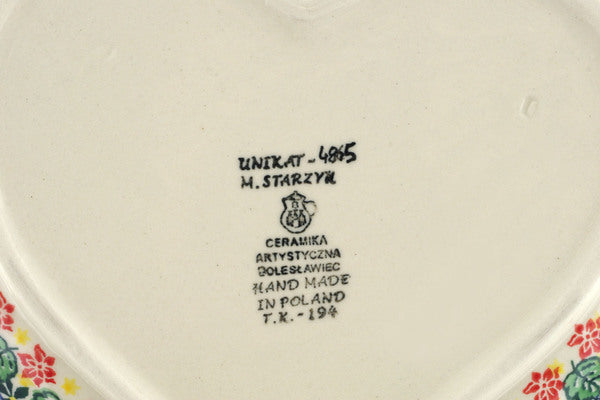 UNIKAT-4865
M. STARZYK
CERAMIKA
ARTYSTYCZNA
BOLESŁAWIEC
HAND MADE
IN POLAND
T.K.-194